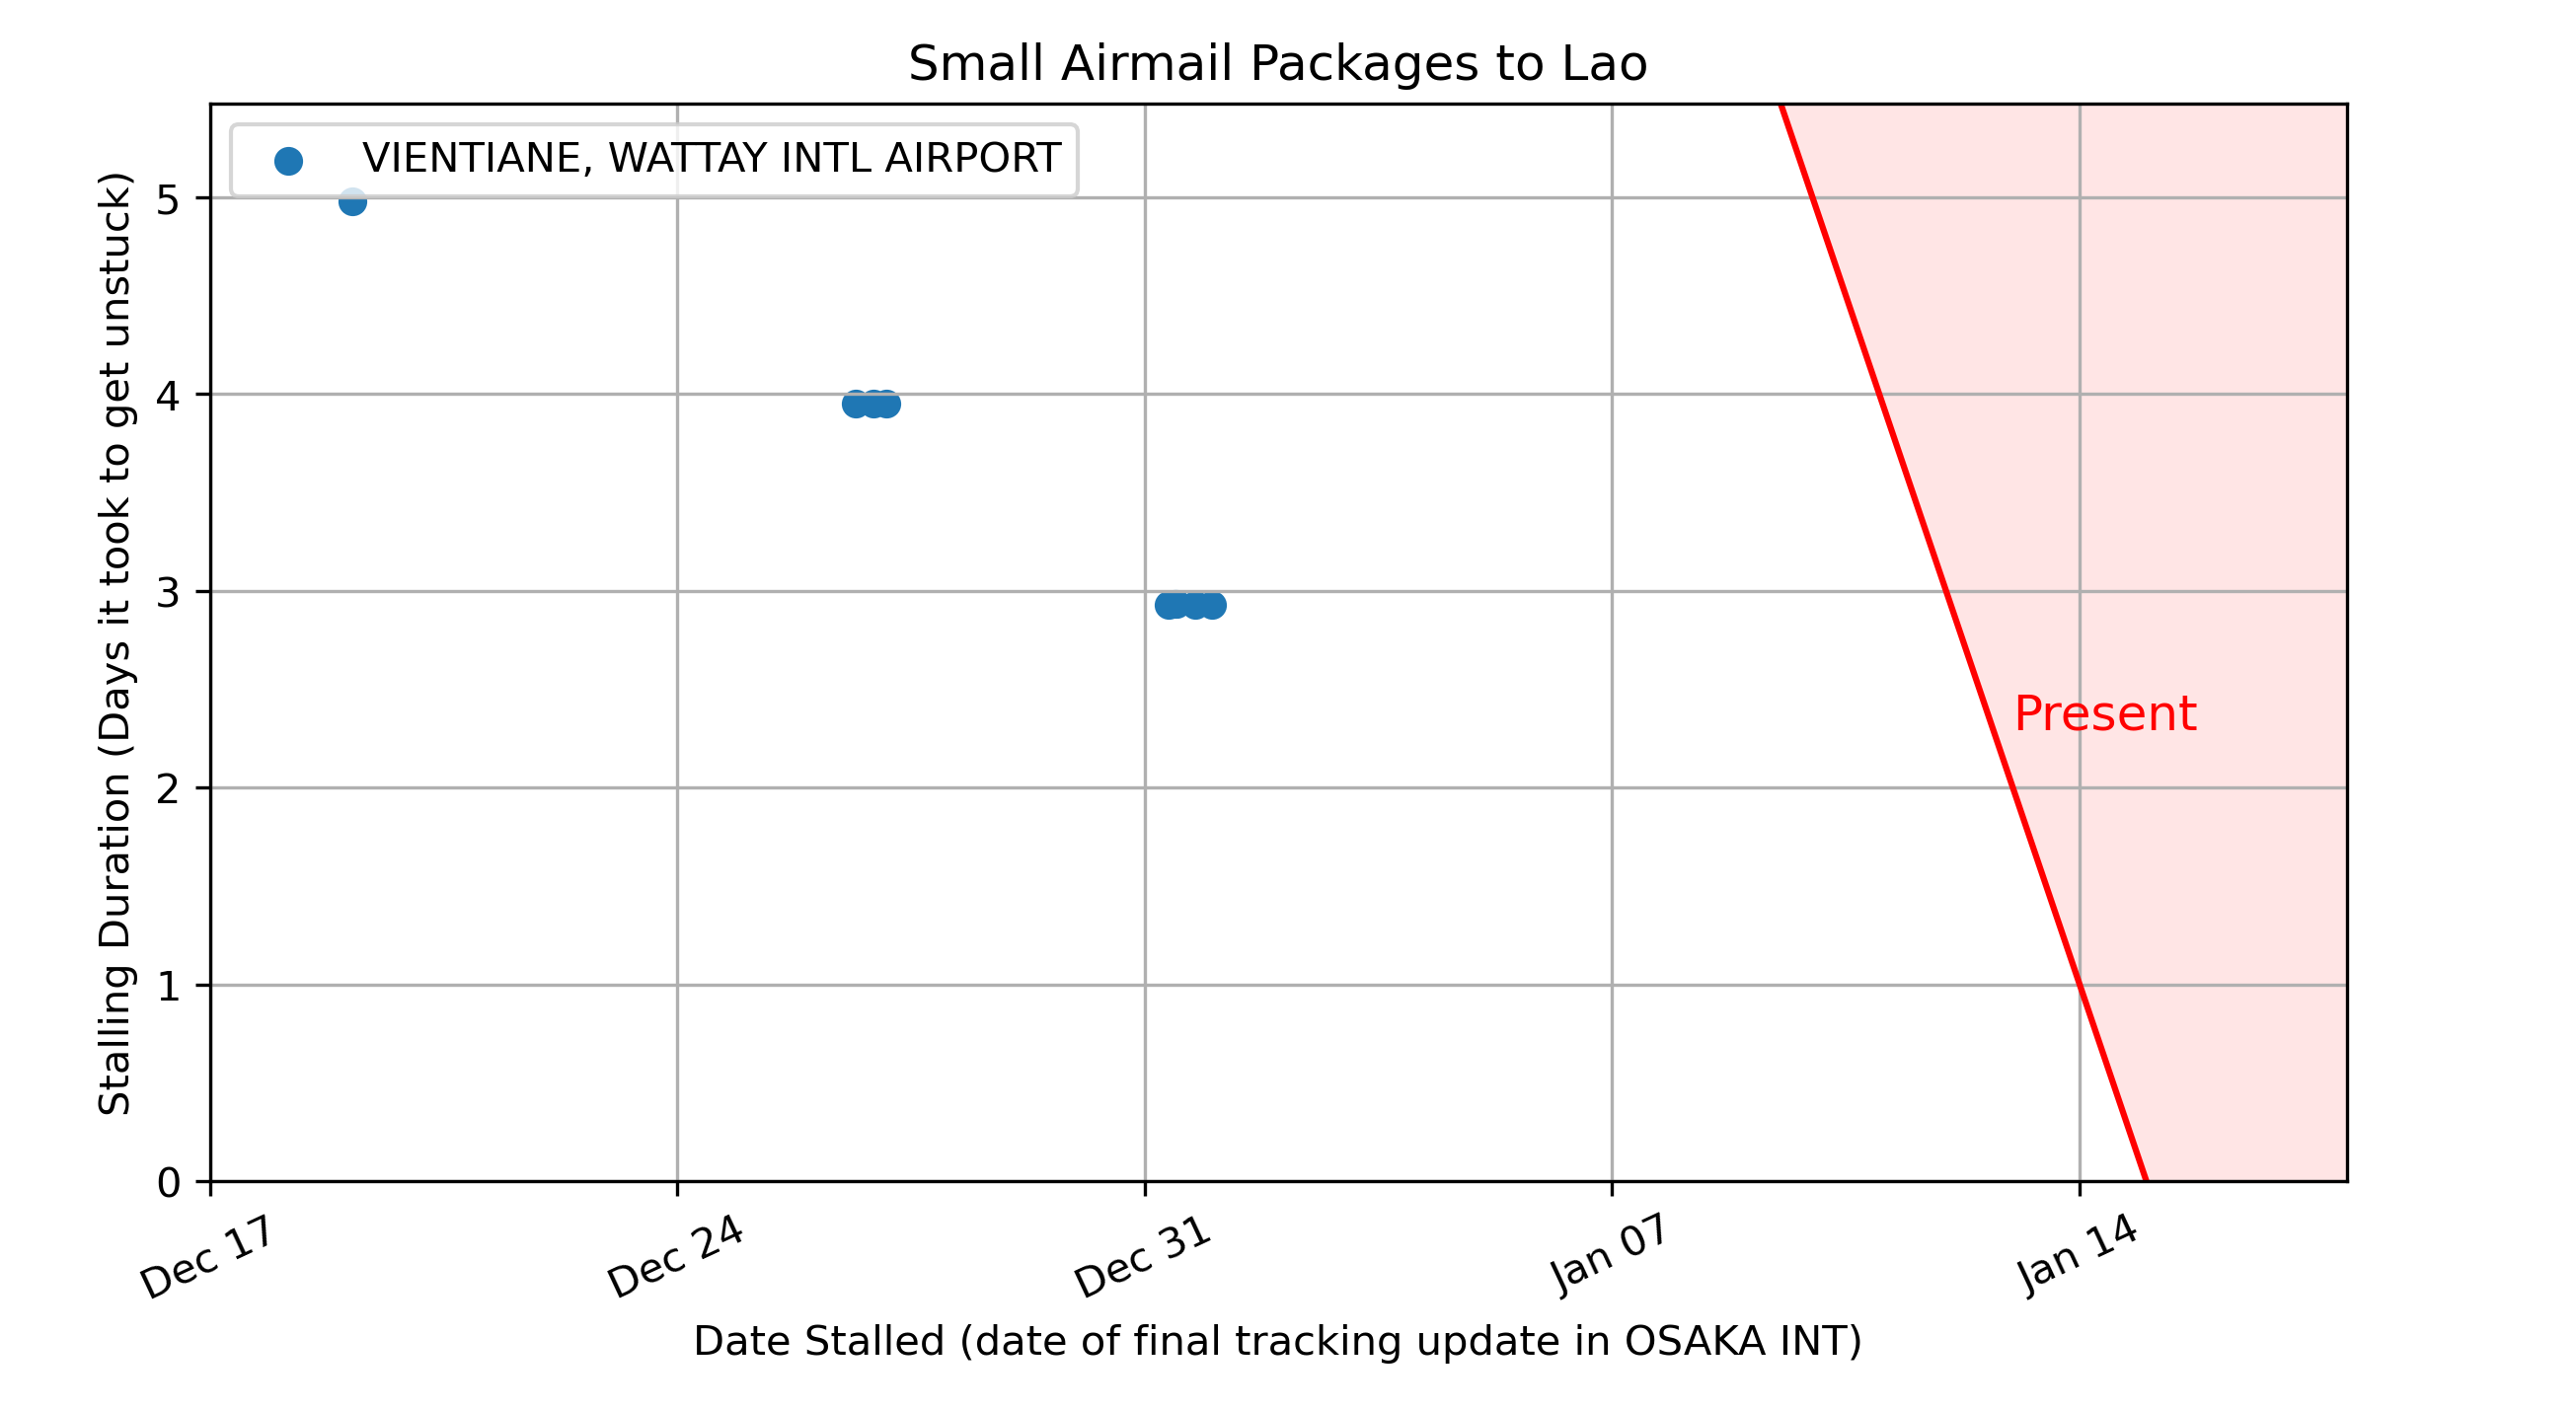 Small Airmail Packages to Lao
VIENTIANE, WATTAY INTL AIRPORT
Stalling Duration (Days it took to get unstuck)
5
4
3
2
1
0
Present
Dec 17
Dec 24
Dec 31
Jan 07
Jan 14
Date Stalled (date of final tracking update in OSAKA INT)